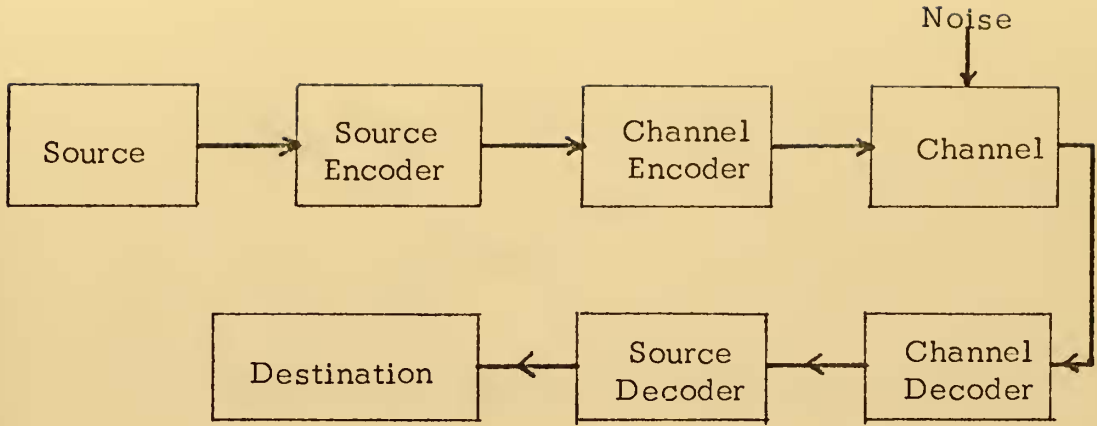 Noise
Source
Source
Encoder
Channel
Encoder
Channel
Destination
Source
Decoder
Channel
Decoder